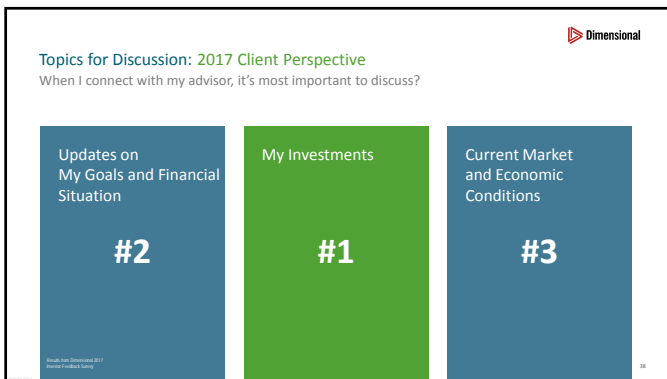 Dimensional
Topics for Discussion: 2017 Client Perspective
When I connect with my advisor, it's most important to discuss?
Updates on
My Goals and Financial
Situation
#2
My Investments
#1
Current Market
and Economic
Conditions
#3
Results from Dimensional 2017
Investor Feedback Survey
38